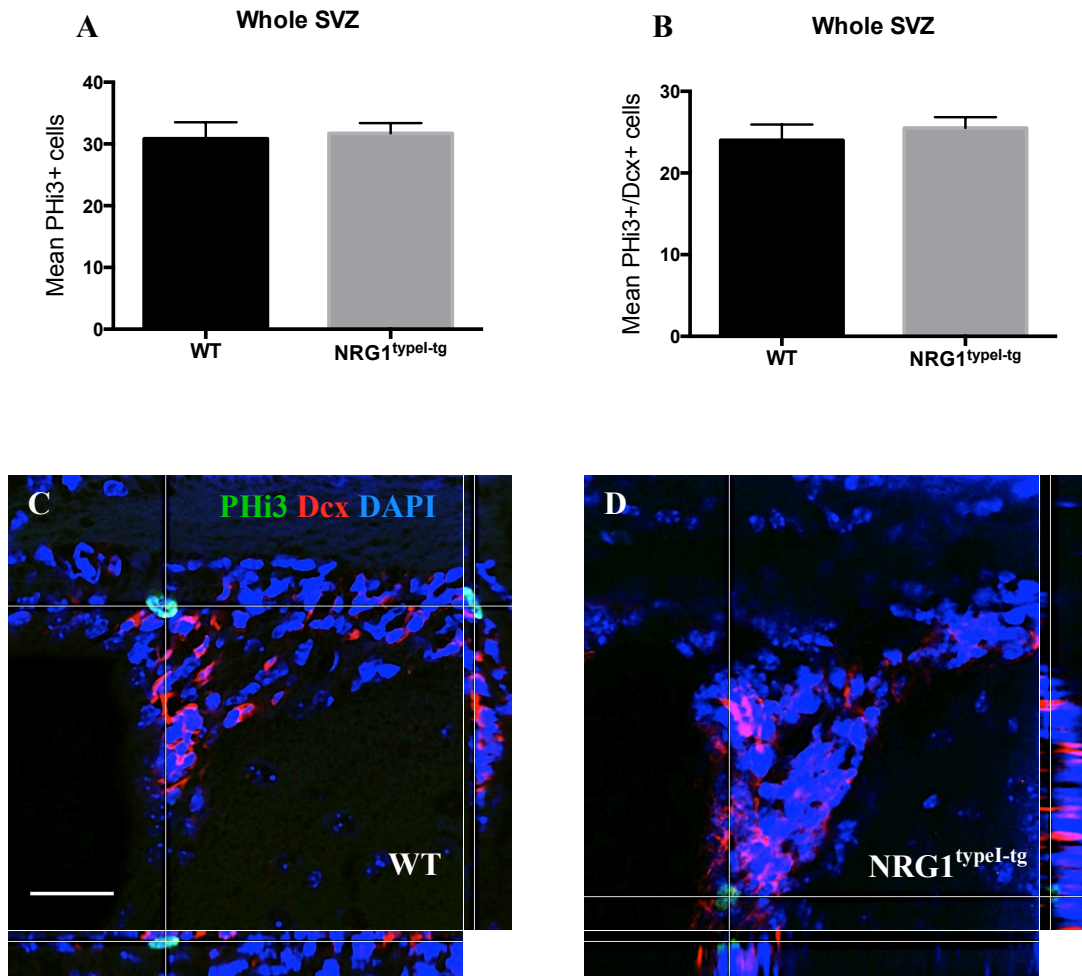 A
Whole SVZ
Mean PHi3+ cells
40
30
20
10
0
WT
NRG1typeI-tg
B
Whole SVZ
Mean PHi3+/Dcx+ cells
30
20
10
0
WT
NRG1typeI-tg
C
PHi3 Dcx DAPI
WT
D
NRG1typeI-tg